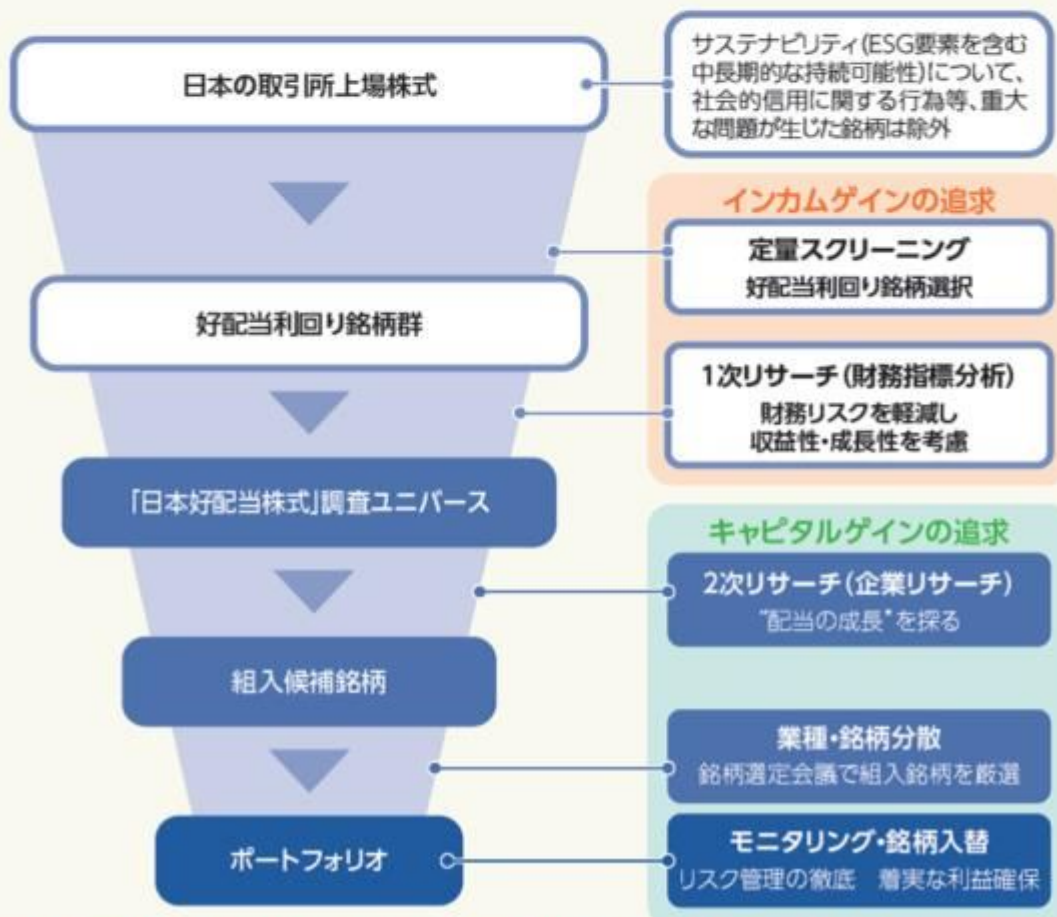 日本の取引所上場株式
サステナビリティ(ESG要素を含む
中長期的な持続可能性)について、
社会的信用に関する行為等、重大
な問題が生じた銘柄は除外
インカムゲインの追求
定量スクリーニング
好配当利回り銘柄選択
好配当利回り銘柄群
1次リサーチ(財務指標分析)
財務リスクを軽減し
収益性・成長性を考慮
「日本好配当株式」調査ユニバース
キャピタルゲインの追求
2次リサーチ(企業リサーチ)
"配当の成長"を探る
組入候補銘柄
業種・銘柄分散
銘柄選定会議で組入銘柄を厳選
ポートフォリオ
モニタリング・銘柄入替
リスク管理の徹底 着実な利益確保